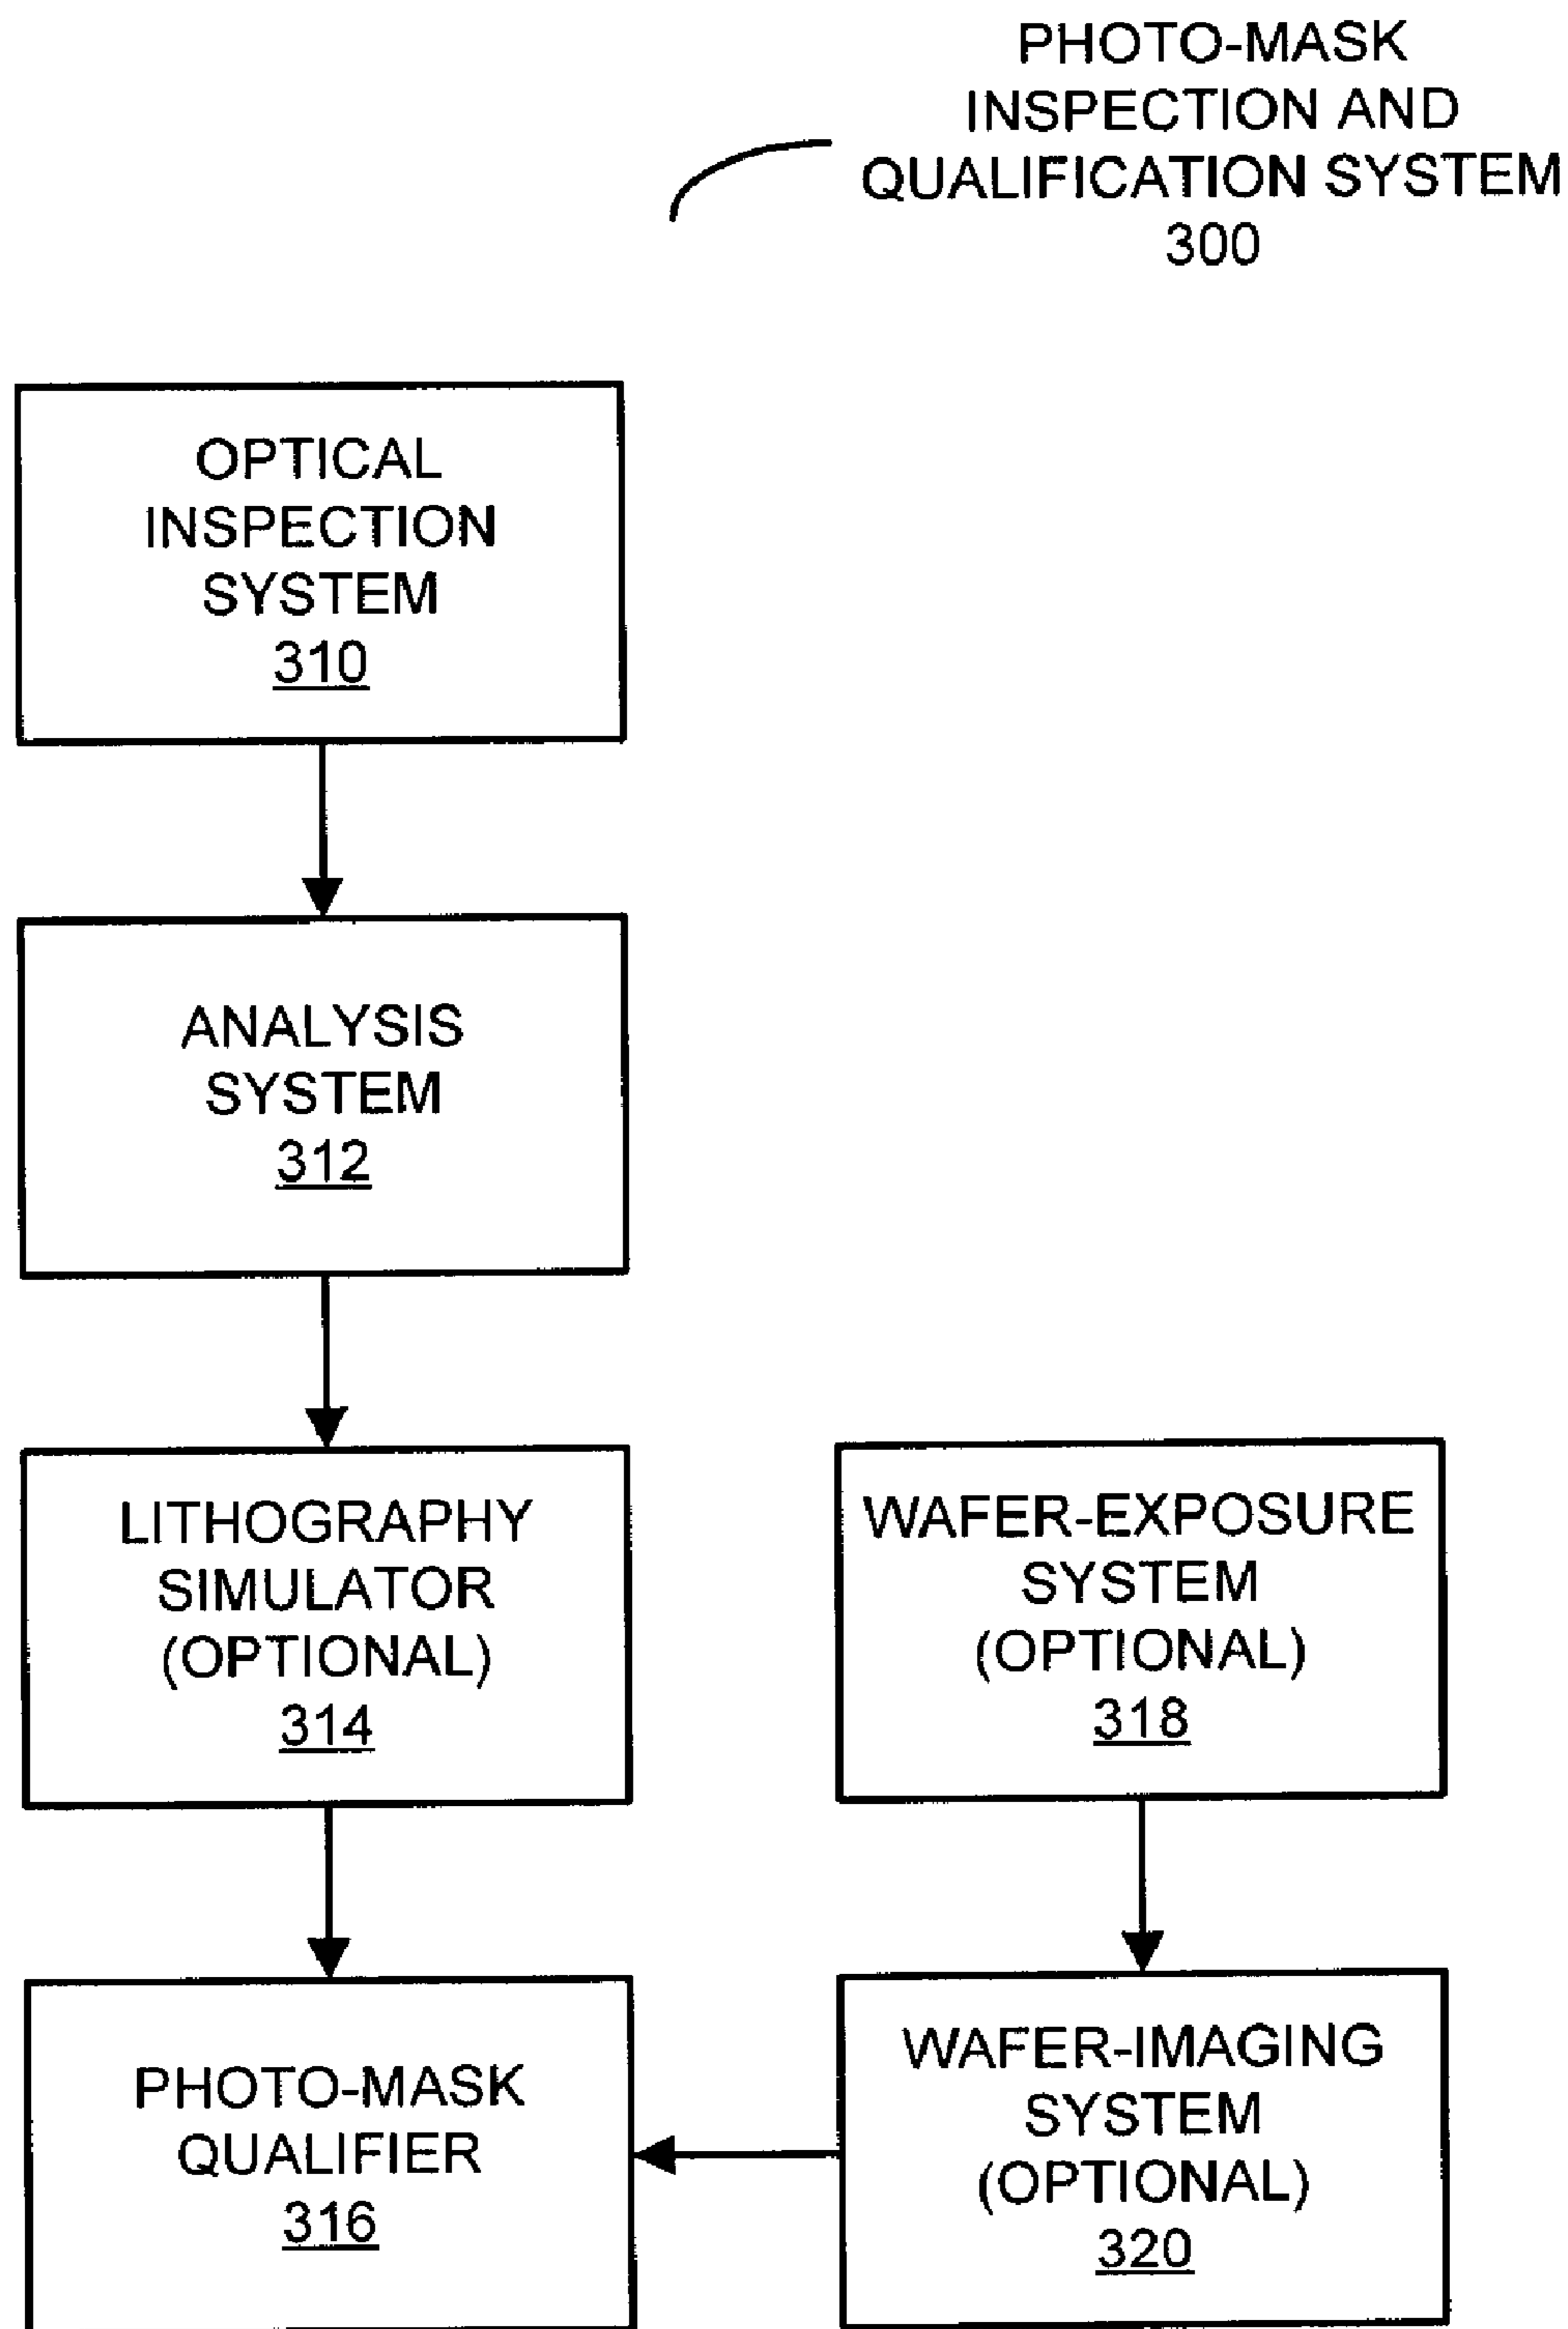 PHOTO-MASK
INSPECTION AND
QUALIFICATION SYSTEM
300
OPTICAL
INSPECTION
SYSTEM
310
ANALYSIS
SYSTEM
312
LITHOGRAPHY
SIMULATOR
(OPTIONAL)
314
WAFER-EXPOSURE
SYSTEM
(OPTIONAL)
318
PHOTO-MASK
QUALIFIER
316
WAFER-IMAGING
SYSTEM
(OPTIONAL)
320